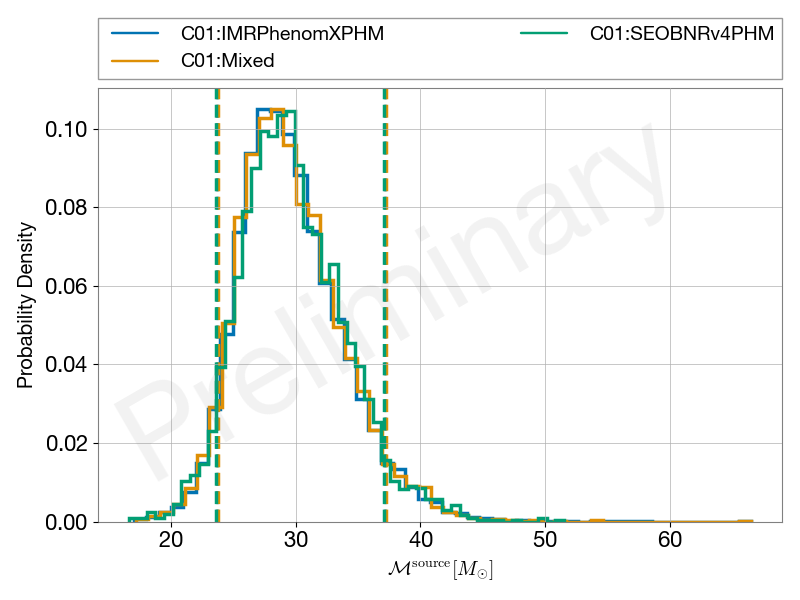 C01:IMRPhenomXPHM
C01:SEOBNRv4PHM
C01:Mixed
Preliminary
Probability Density
0.10
0.08
0.06
0.04
0.02
0.00
20 30 40 50 60
ℳ^source [M_⊙]